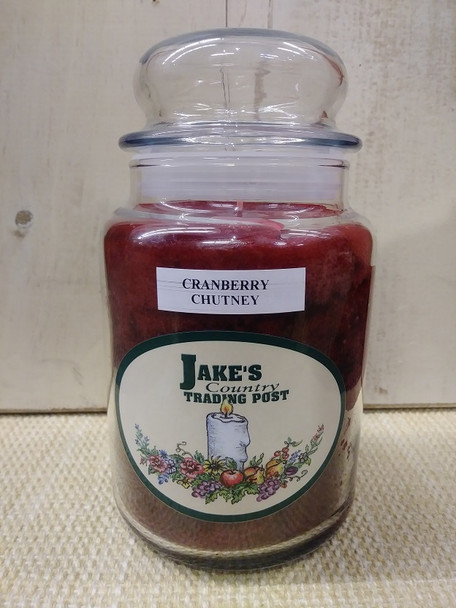 CRANBERRY
CHUTNEY
JAKE'S
Country
TRADING POST